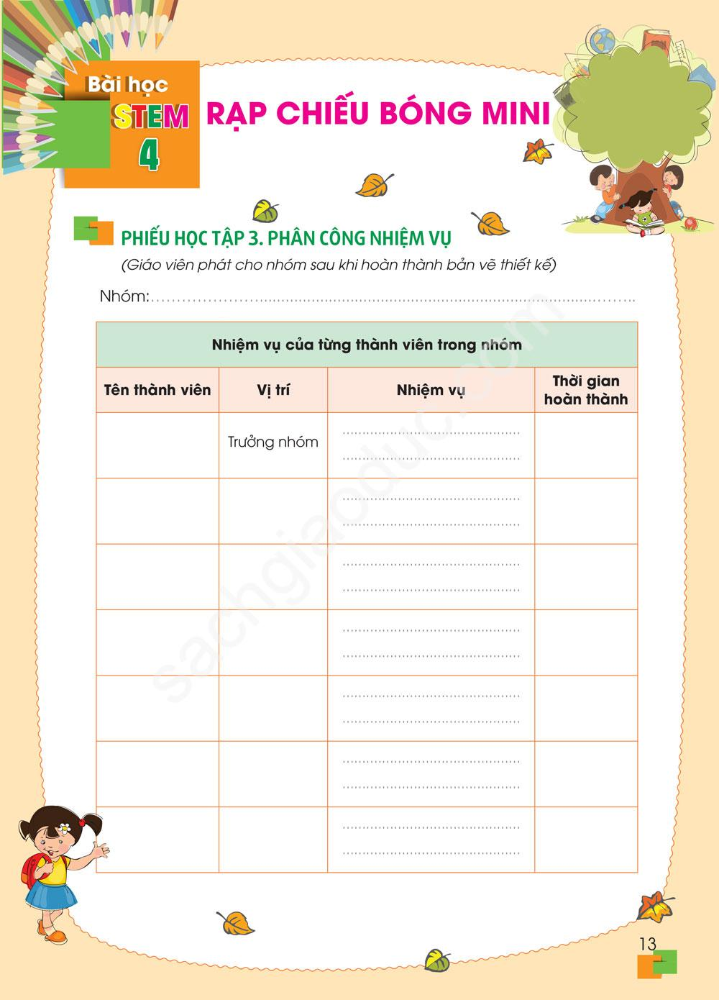 Bài học
STEM
4
RẠP CHIẾU BÓNG MINI
PHIẾU HỌC TẬP 3. PHÂN CÔNG NHIỆM VỤ
(Giáo viên phát cho nhóm sau khi hoàn thành bản vẽ thiết kế)
Nhóm:
Nhiệm vụ của từng thành viên trong nhóm
Tên thành viên
Vị trí
Nhiệm vụ
Thời gian
hoàn thành
Trưởng nhóm
sachgiaoduc.com
13